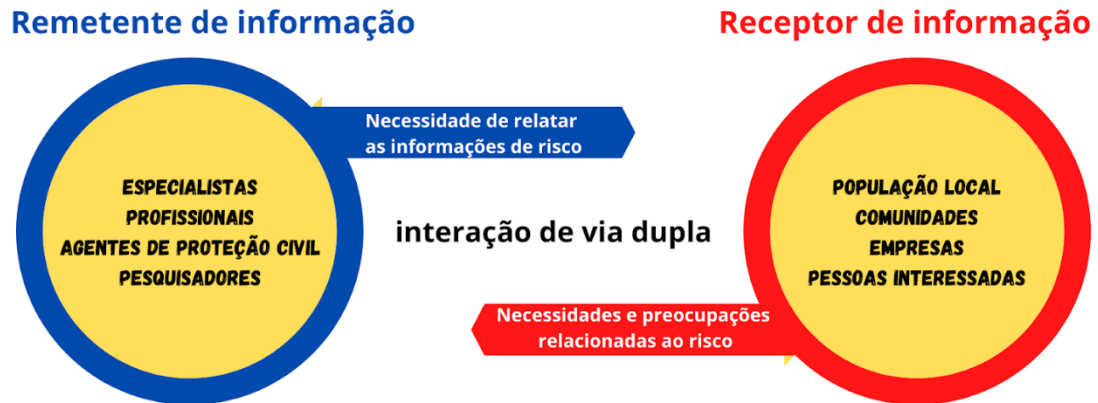 Remetente de informação
Receptor de informação
Necessidade de relatar
as informações de risco
ESPECIALISTAS
PROFISSIONAIS
AGENTES DE PROTEÇÃO CIVIL
PESQUISADORES
interação de via dupla
POPULAÇÃO LOCAL
COMUNIDADES
EMPRESAS
PESSOAS INTERESSADAS
Necessidades e preocupações
relacionadas ao risco